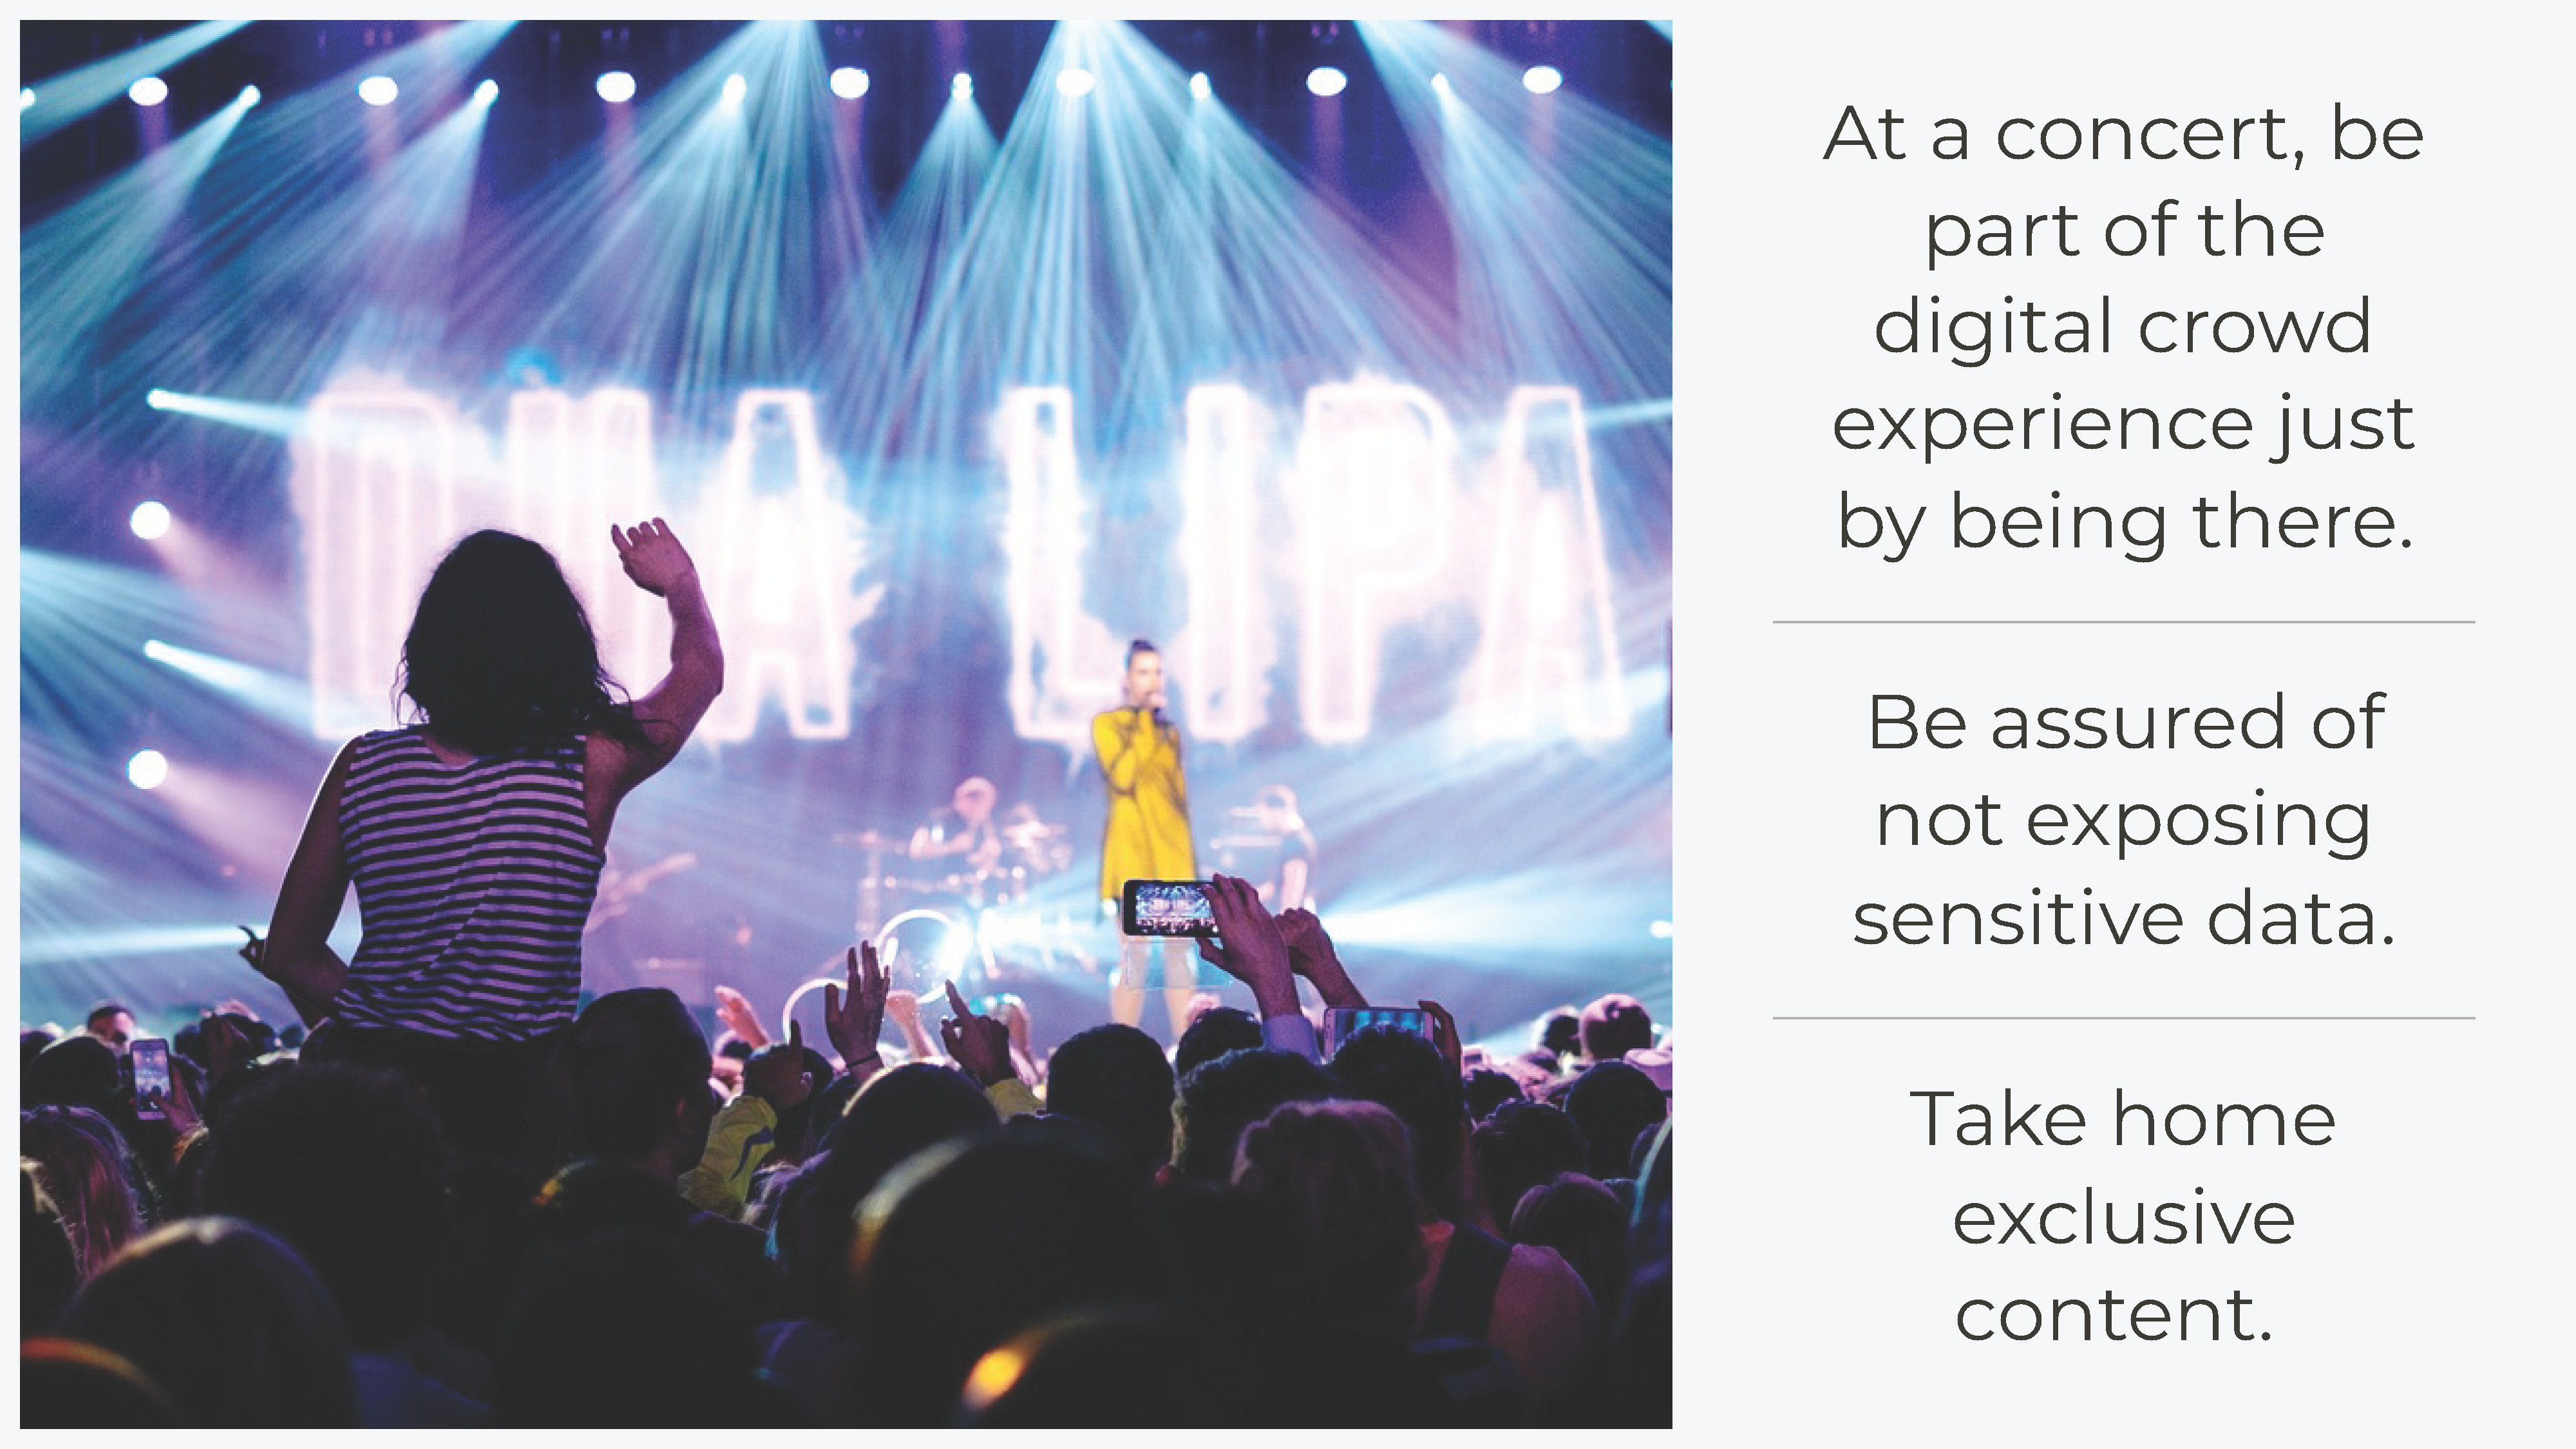 DUA LIPA
At a concert, be
part of the
digital crowd
experience just
by being there.
Be assured of
not exposing
sensitive data.
Take home
exclusive
content.